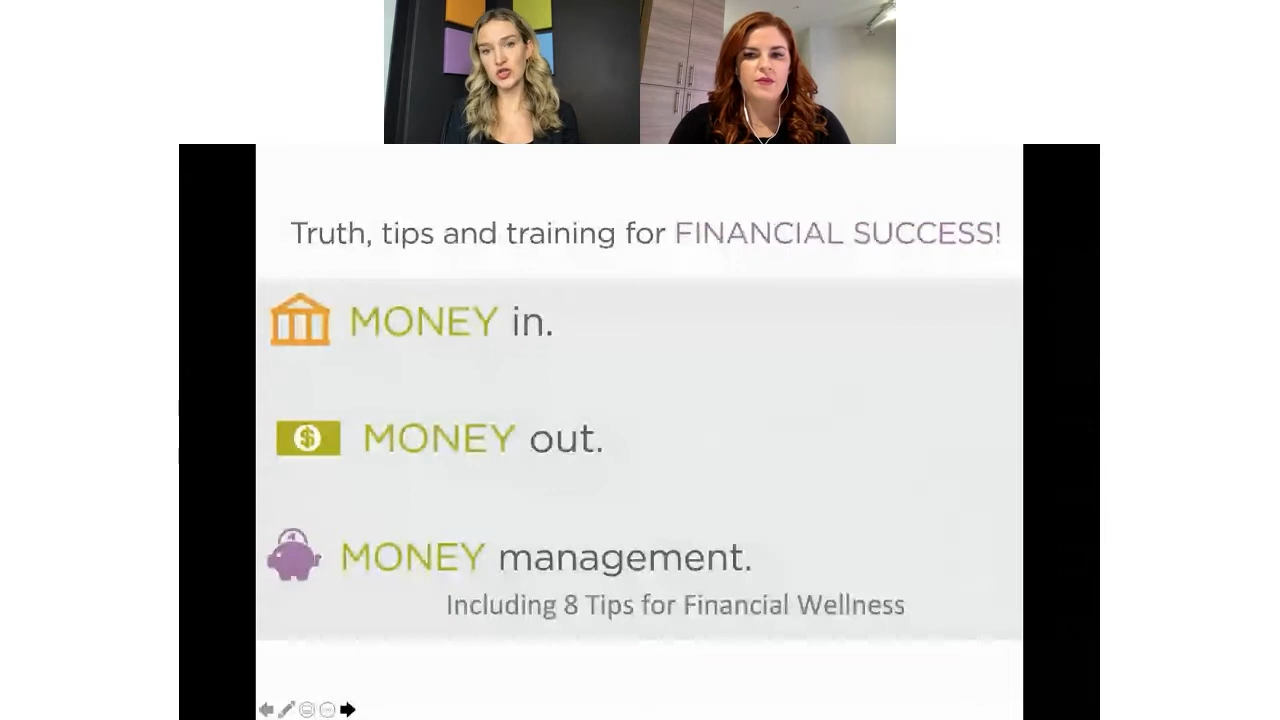 Truth, tips and training for FINANCIAL SUCCESS!
MONEY in.
$ MONEY out.
MONEY management.
Including 8 Tips for Financial Wellness